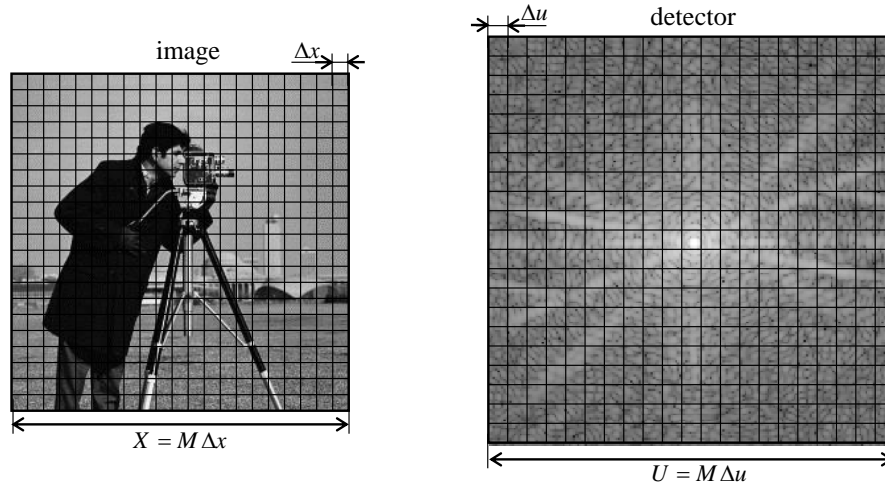 image
Δx
X = M Δx
detector
Δu
U = M Δu